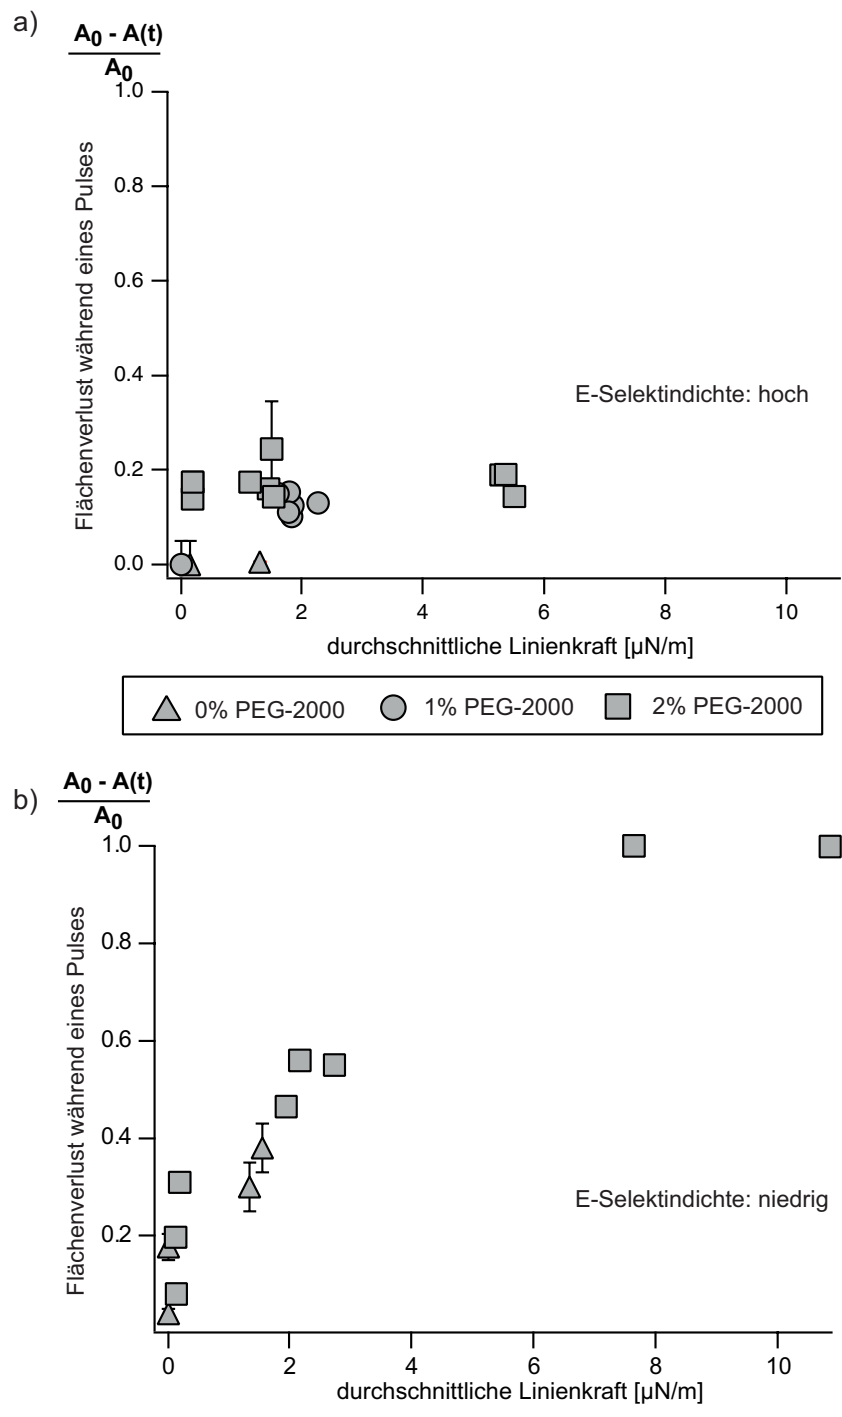 a)
A0 - A(t)
A0
Flächenverlust während eines Pulses
1.0
0.8
0.6
0.4
0.2
0.0
E-Selektindichte: hoch
0 2 4 6 8 10
durchschnittliche Linienkraft [µN/m]
0% PEG-2000 1% PEG-2000 2% PEG-2000
b)
A0 - A(t)
A0
Flächenverlust während eines Pulses
1.0
0.8
0.6
0.4
0.2
E-Selektindichte: niedrig
0 2 4 6 8 10
durchschnittliche Linienkraft [µN/m]